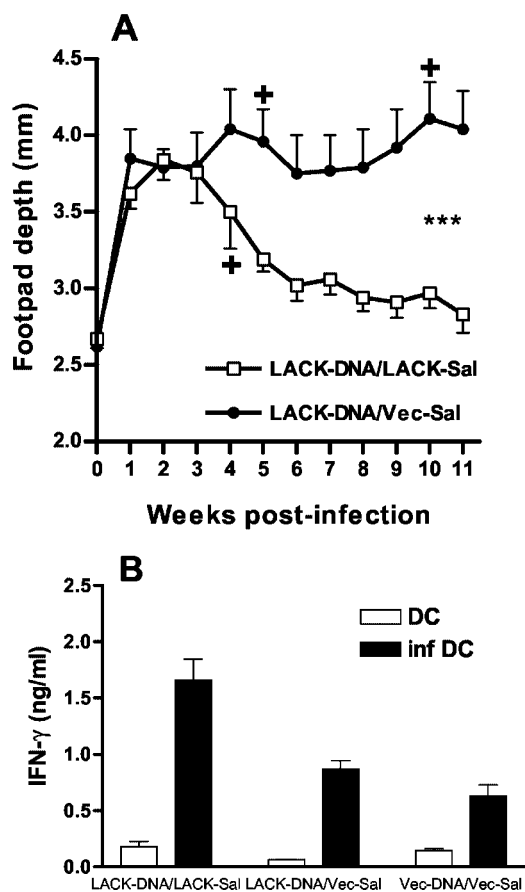 A
Footpad depth (mm)
4.5
4.0
3.5
3.0
2.5
2.0
+
+
+
***
LACK-DNA/LACK-Sal
LACK-DNA/Vec-Sal
0 1 2 3 4 5 6 7 8 9 10 11
Weeks post-infection
B
IFN-γ (ng/ml)
2.5
2.0
1.5
1.0
0.5
0.0
DC
inf DC
LACK-DNA/LACK-Sal LACK-DNA/Vec-Sal Vec-DNA/Vec-Sal